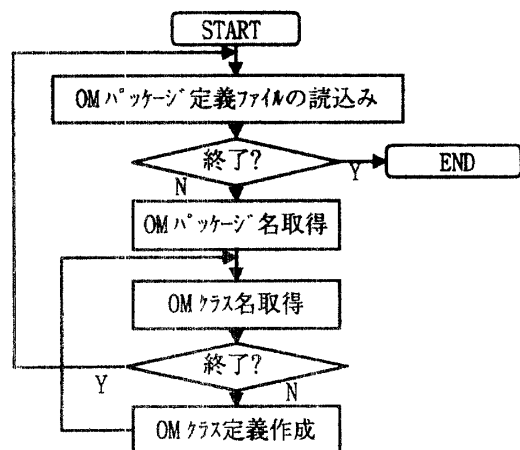 START
OMパッケージ定義ファイルの読込み
終了?
Y
END
N
OMパッケージ名取得
OMクラス名取得
終了?
Y
N
OMクラス定義作成